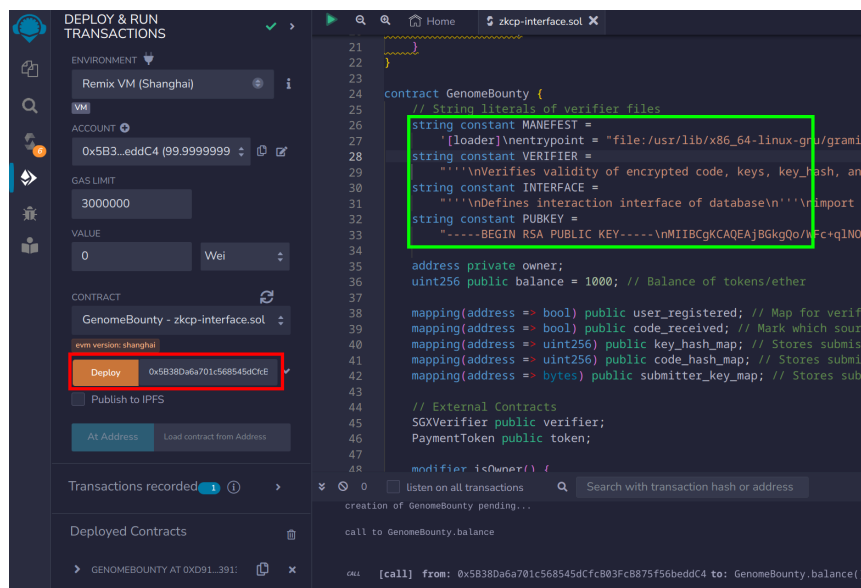 DEPLOY & RUN
TRANSACTIONS
ENVIRONMENT
Remix VM (Shanghai)
VM
ACCOUNT
0x5B3...eddC4 (99.9999999
GAS LIMIT
3000000
VALUE
0
Wei
CONTRACT
GenomeBounty - zkcp-interface.sol
evm version: shanghai
Deploy
0x5B38Da6a701c568545dCfcB
Publish to IPFS
At Address
Load contract from Address
Transactions recorded 1
Deployed Contracts
GENOMEBOUNTY AT 0XD91...391
6
Home
zkcp-interface.sol
21 }
22 }
23
24 contract GenomeBounty {
25 // String literals of verifier files
26 string constant MANEFEST =
27 '[loader]\nentrypoint = "file:/usr/lib/x86_64-linux-gnu/grami
28 string constant VERIFIER =
29 "'''\nVerifies validity of encrypted code, keys, key_hash, an
30 string constant INTERFACE =
31 "'''\nDefines interaction interface of database\n'''\nimport
32 string constant PUBKEY =
33 "-----BEGIN RSA PUBLIC KEY-----\nMIIBCgKCAQEAjBGkgQo/WFc+qlNO
34
35 address private owner;
36 uint256 public balance = 1000; // Balance of tokens/ether
37
38 mapping(address => bool) public user_registered; // Map for verif
39 mapping(address => bool) public code_received; // Mark which sour
40 mapping(address => uint256) public key_hash_map; // Stores submis
41 mapping(address => uint256) public code_hash_map; // Stores submi
42 mapping(address => bytes) public submitter_key_map; // Stores sub
43
44 // External Contracts
45 SGXVerifier public verifier;
46 PaymentToken public token;
47
48 modifier isOwner() {
0
listen on all transactions
Search with transaction hash or address
creation of GenomeBounty pending...
call to GenomeBounty.balance
CALL [call] from: 0x5B38Da6a701c568545dCfcB03FcB875f56beddC4 to: GenomeBounty.balance(